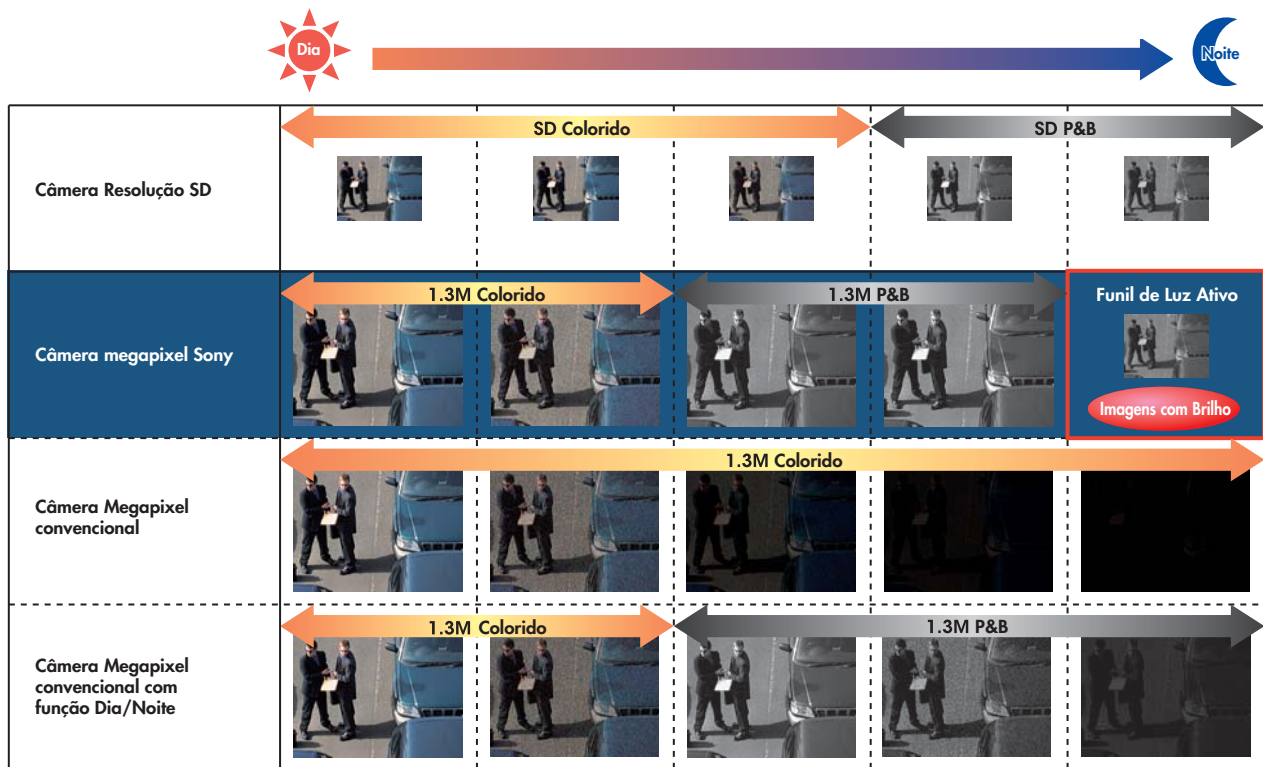 Dia
Noite
SD Colorido
SD P&B
Câmera Resolução SD
1.3M Colorido
1.3M P&B
Funil de Luz Ativo
Câmera megapixel Sony
Imagens com Brilho
1.3M Colorido
Câmera Megapixel
convencional
1.3M Colorido
1.3M P&B
Câmera Megapixel
convencional com
função Dia/Noite